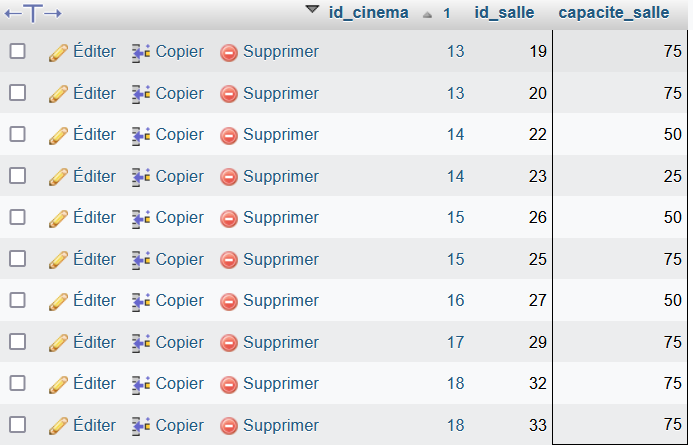 id_cinema 1 id_salle capacite_salle
Éditer Copier Supprimer 13 19 75
Éditer Copier Supprimer 13 20 75
Éditer Copier Supprimer 14 22 50
Éditer Copier Supprimer 14 23 25
Éditer Copier Supprimer 15 26 50
Éditer Copier Supprimer 15 25 75
Éditer Copier Supprimer 16 27 50
Éditer Copier Supprimer 17 29 75
Éditer Copier Supprimer 18 32 75
Éditer Copier Supprimer 18 33 75